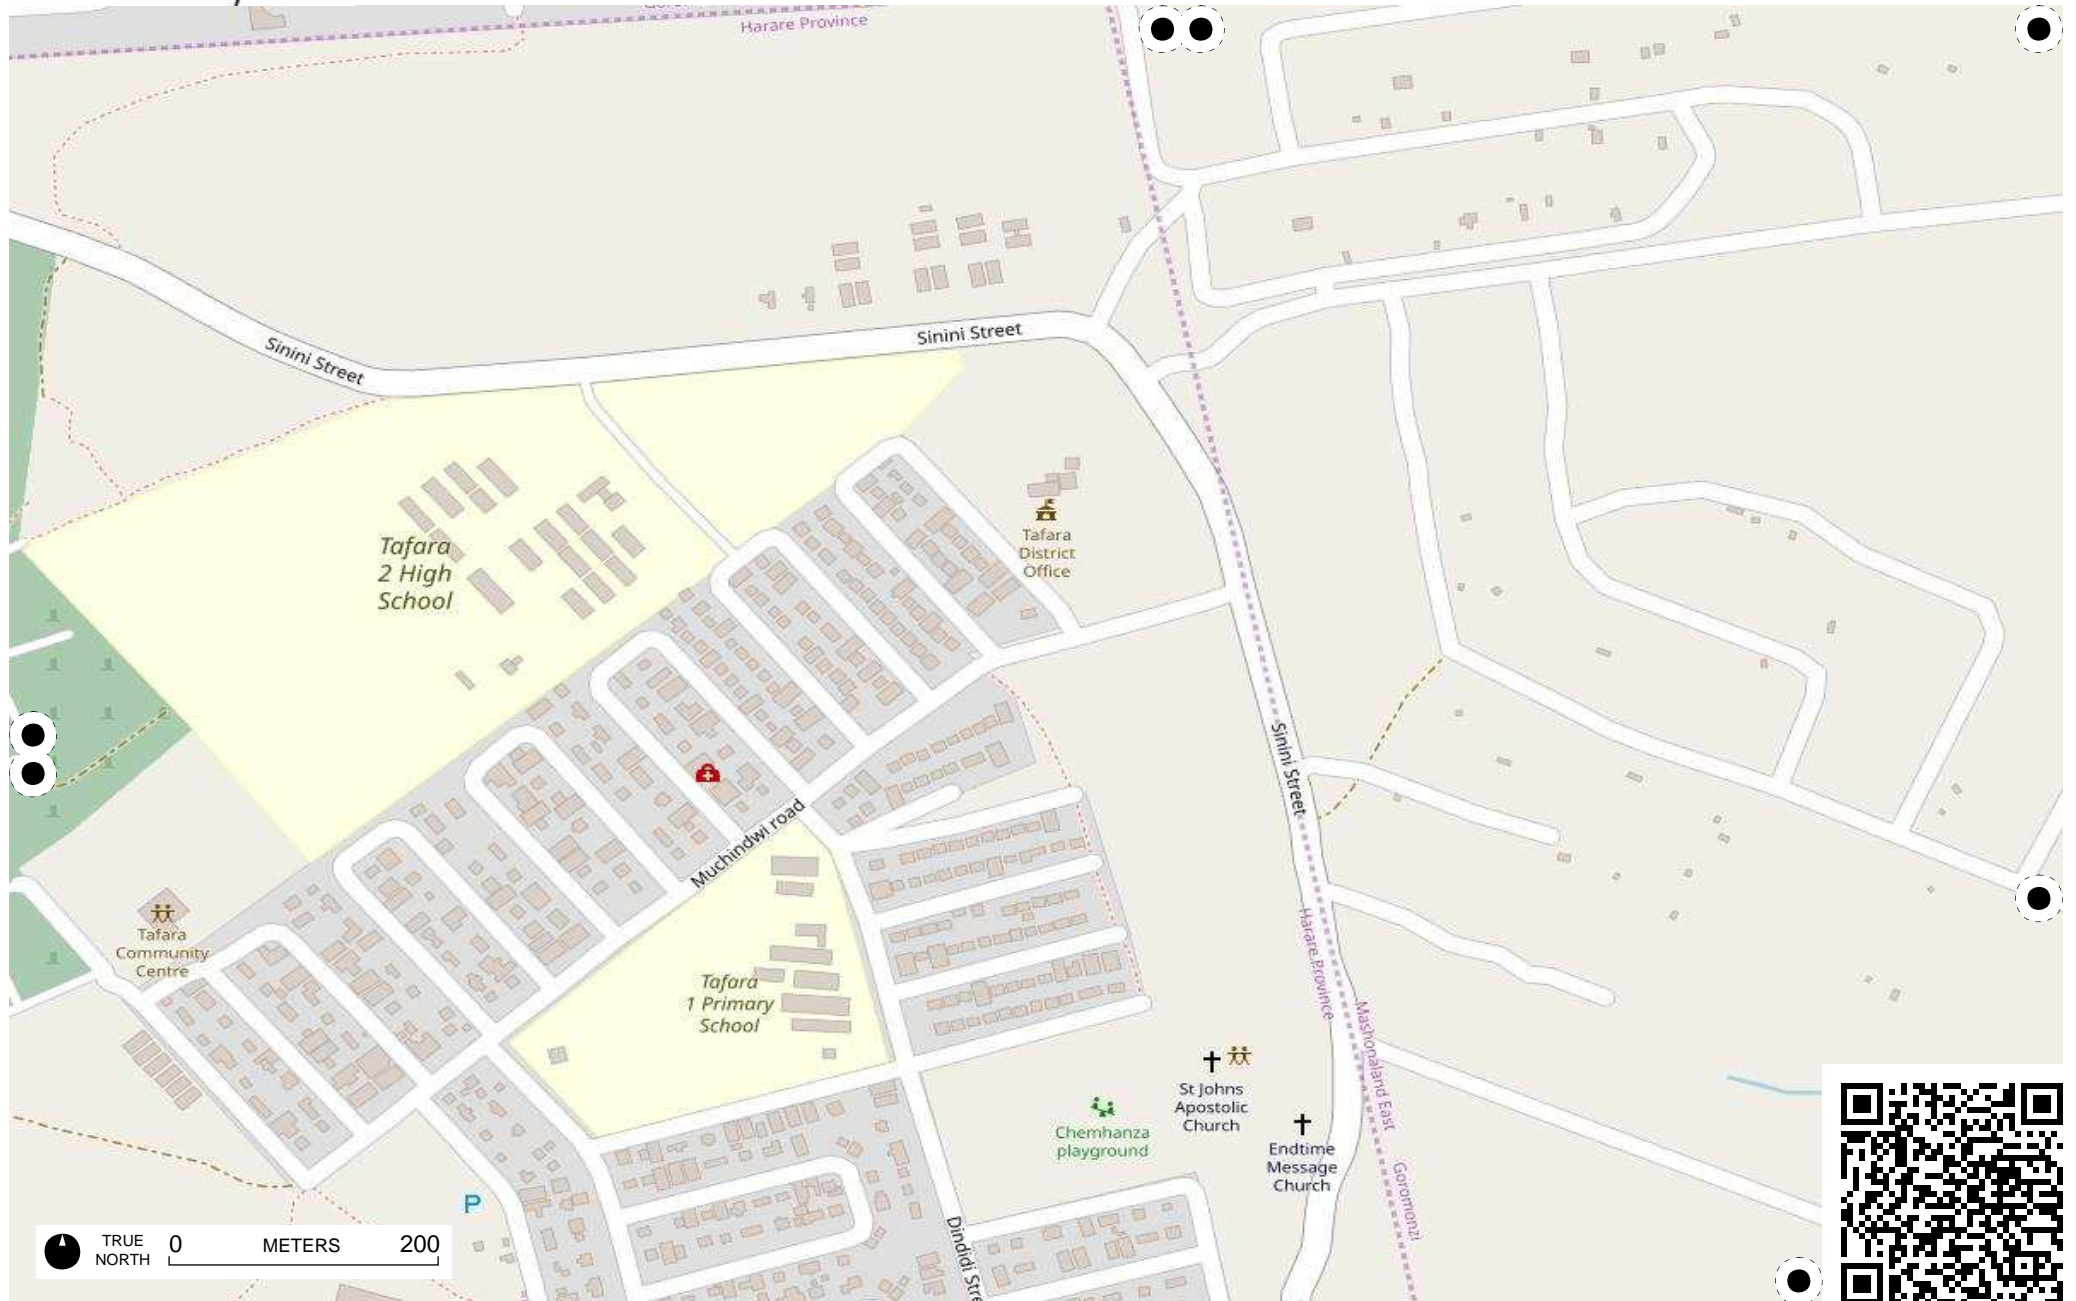 Harare Province
Sinini Street
Sinini Street
Tafara
2 High
School
Tafara
District
Office
Sinini Street
Muchindwi road
Tafara
Community
Centre
Tafara
1 Primary
School
Harare Province
Mashonaland East
St Johns
Apostolic
Church
Chemhanza
playground
Endtime
Message
Church
Goromonzi
P
Dindidi Stre
TRUE
NORTH
0 METERS 200